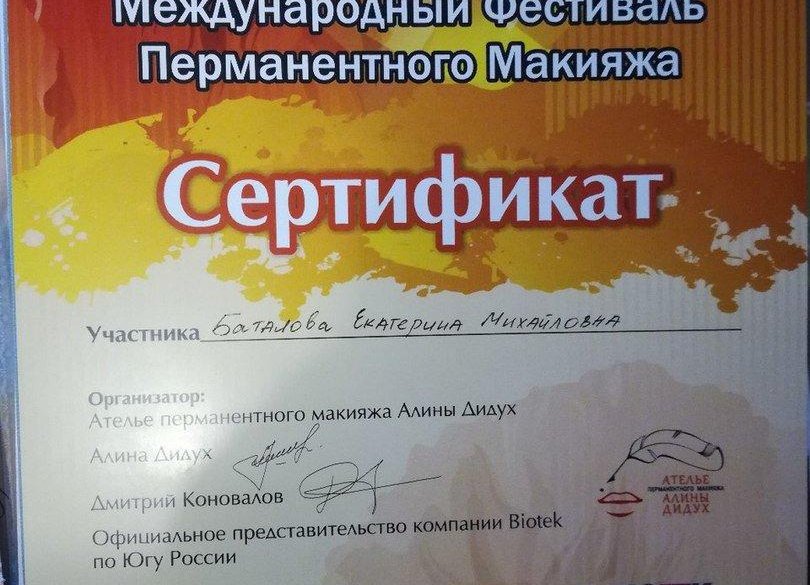 Международный Фестиваль
Перманентного Макияжа
Сертификат
Участника Баталова Екатерина Михайловна
Организатор:
Ателье перманентного макияжа Алины Дидух
Алина Дидух
Дмитрий Коновалов
Официальное представительство компании Biotek
по Югу России
АТЕЛЬЕ
ПЕРМАНЕНТНОГО МАКИЯЖА
АЛИНЫ
ДИДУХ